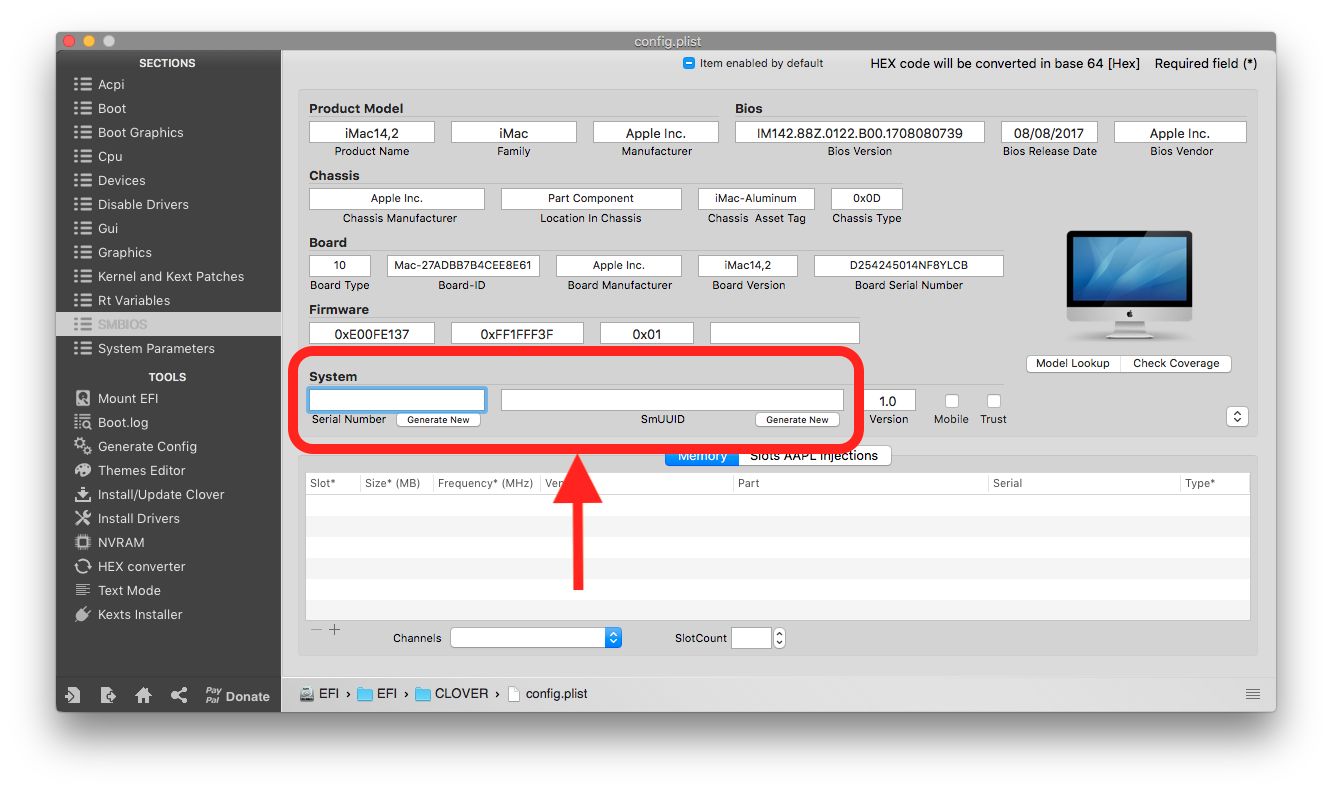 config.plist
SECTIONS
Acpi
Boot
Boot Graphics
Cpu
Devices
Disable Drivers
Gui
Graphics
Kernel and Kext Patches
Rt Variables
SMBIOS
System Parameters
TOOLS
Mount EFI
Boot.log
Generate Config
Themes Editor
Install/Update Clover
Install Drivers
NVRAM
HEX converter
Text Mode
Kexts Installer
Pay
Pal Donate
Item enabled by default HEX code will be converted in base 64 [Hex] Required field (*)
Product Model Bios
iMac14,2 iMac Apple Inc. IM142.88Z.0122.B00.1708080739 08/08/2017 Apple Inc.
Product Name Family Manufacturer Bios Version Bios Release Date Bios Vendor
Chassis
Apple Inc. Part Component iMac-Aluminum 0x0D
Chassis Manufacturer Location In Chassis Chassis Asset Tag Chassis Type
Board
10 Mac-27ADBB7B4CEE8E61 Apple Inc. iMac14,2 D254245014NF8YLCB
Board Type Board-ID Board Manufacturer Board Version Board Serial Number
Firmware
0xE00FE137 0xFF1FFF3F 0x01
Model Lookup Check Coverage
System
1.0
Serial Number Generate New SmUUID Generate New Version Mobile Trust
Memory Slots AAPL Injections
Slot* Size* (MB) Frequency* (MHz) Part Serial Type*
Channels SlotCount
EFI › EFI › CLOVER › config.plist